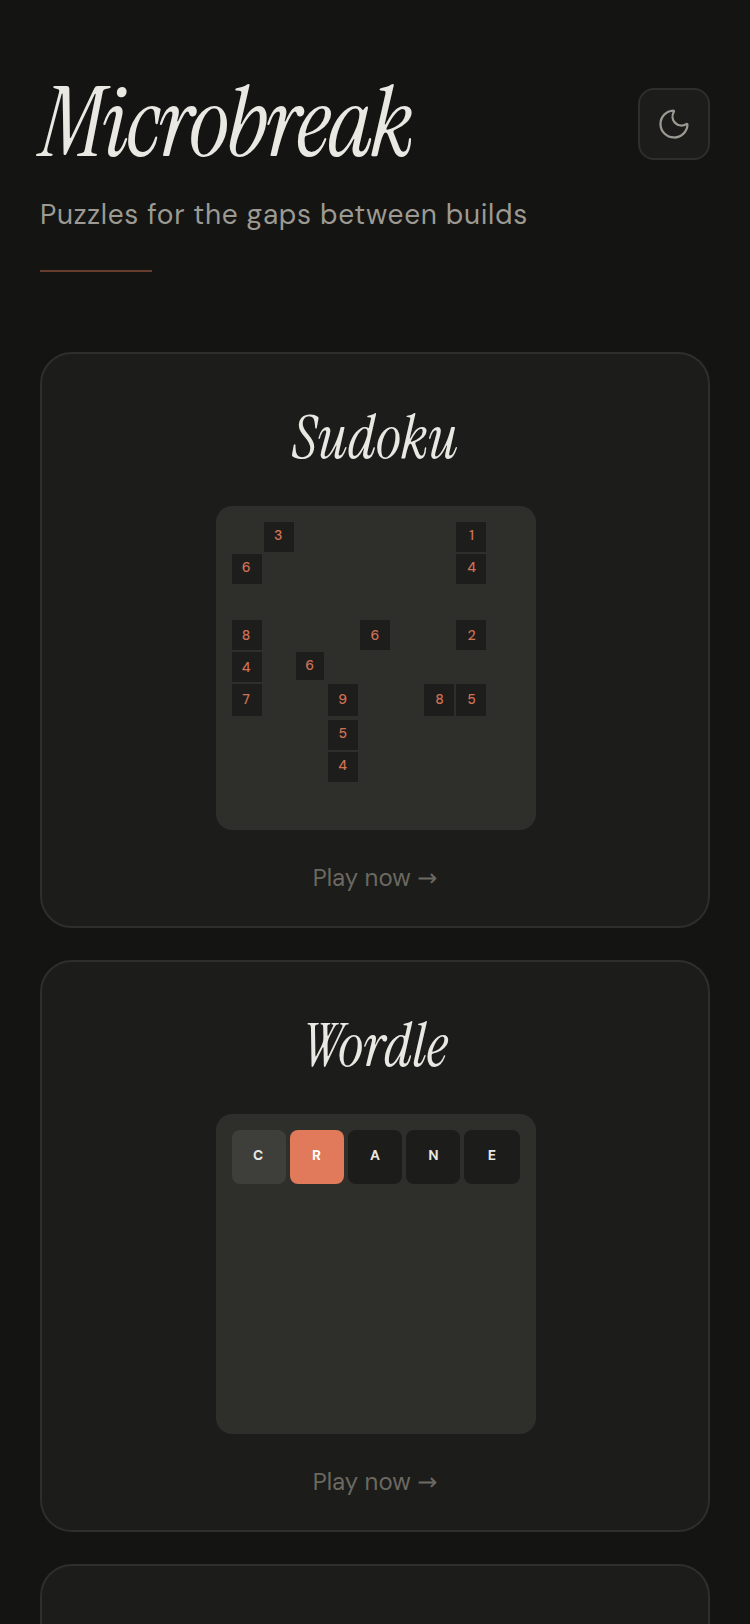 Microbreak
Puzzles for the gaps between builds
Sudoku
3 1
6 4
8 6 2
4 6
7 9 8 5
5
4
Play now →
Wordle
C R A N E
Play now →